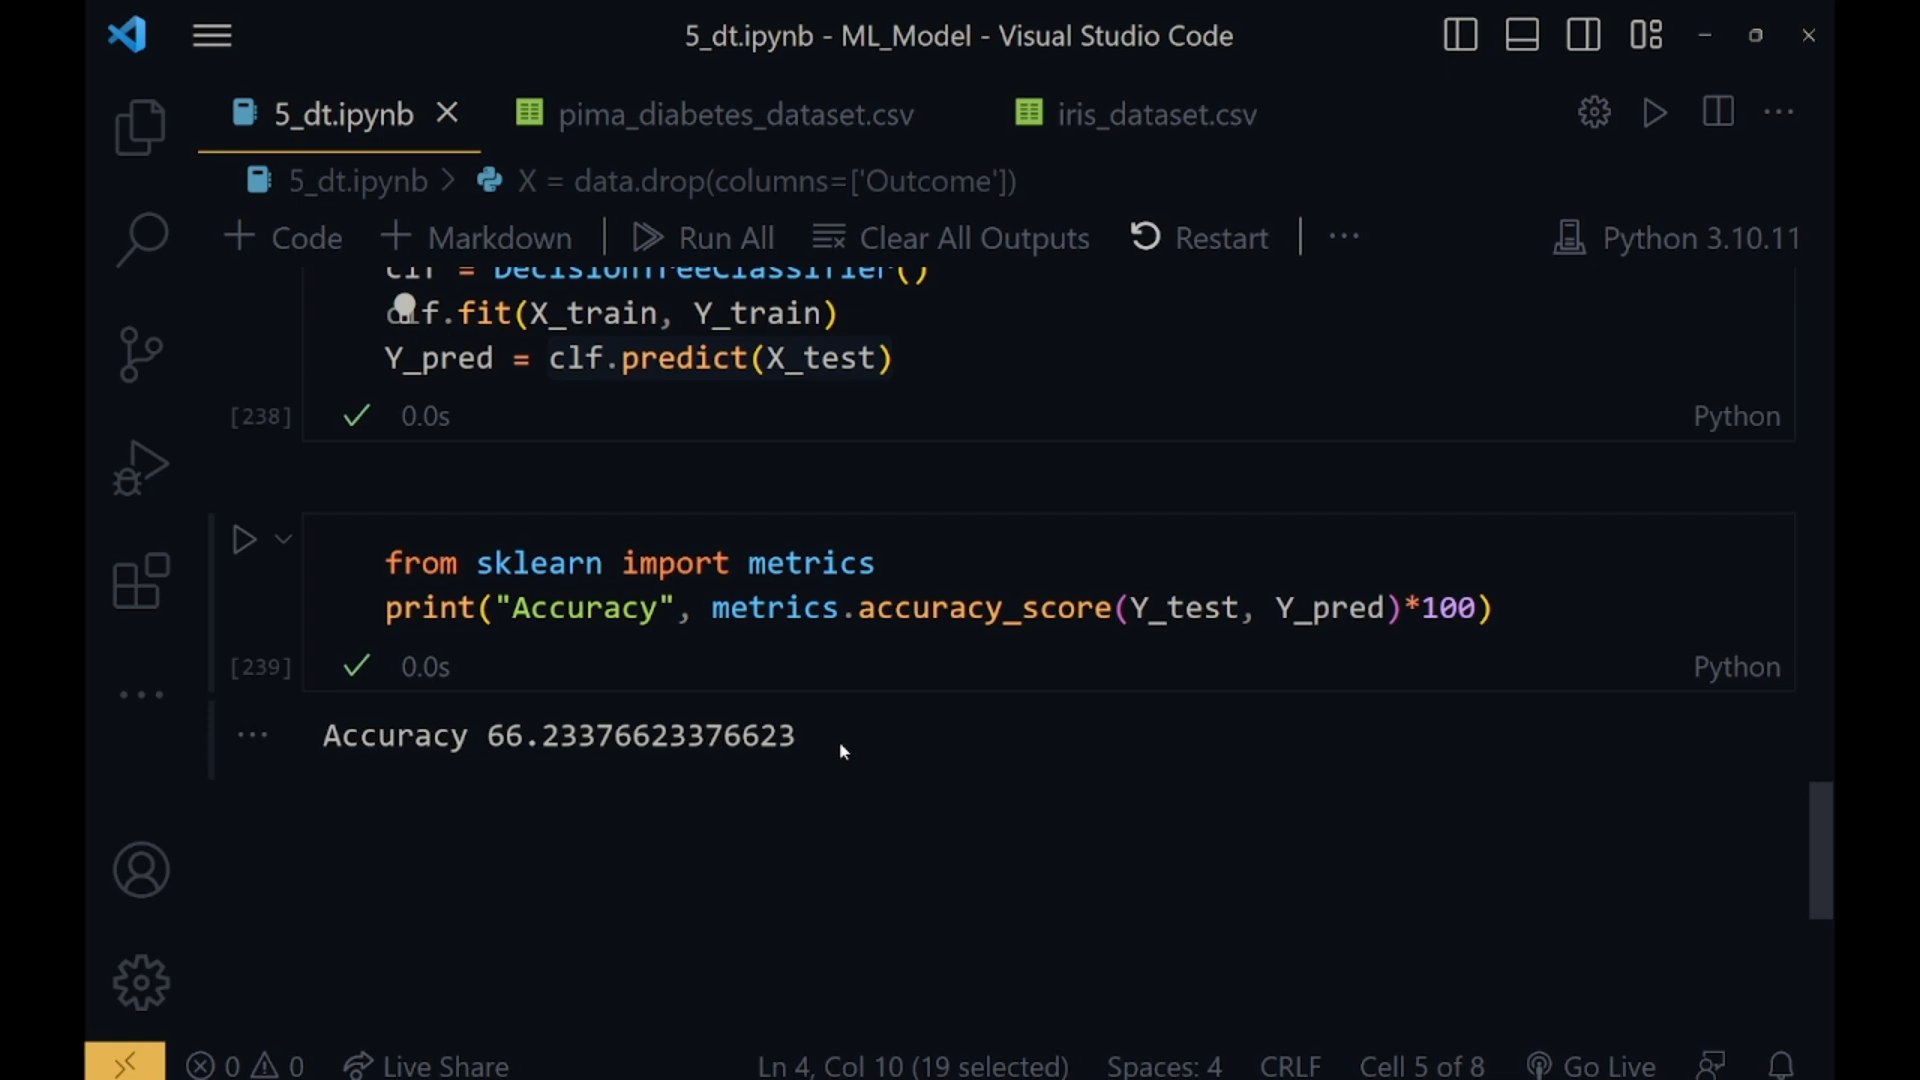 5_dt.ipynb - ML_Model - Visual Studio Code
5_dt.ipynb pima_diabetes_dataset.csv iris_dataset.csv
5_dt.ipynb > X = data.drop(columns=['Outcome'])
+ Code + Markdown | Run All Clear All Outputs Restart | ... Python 3.10.11
clf = DecisionTreeClassifier()
clf.fit(X_train, Y_train)
Y_pred = clf.predict(X_test)
[238] 0.0s Python
from sklearn import metrics
print("Accuracy", metrics.accuracy_score(Y_test, Y_pred)*100)
[239] 0.0s Python
... Accuracy 66.23376623376623
0 0 Live Share Ln 4, Col 10 (19 selected) Spaces: 4 CRLF Cell 5 of 8 Go Live